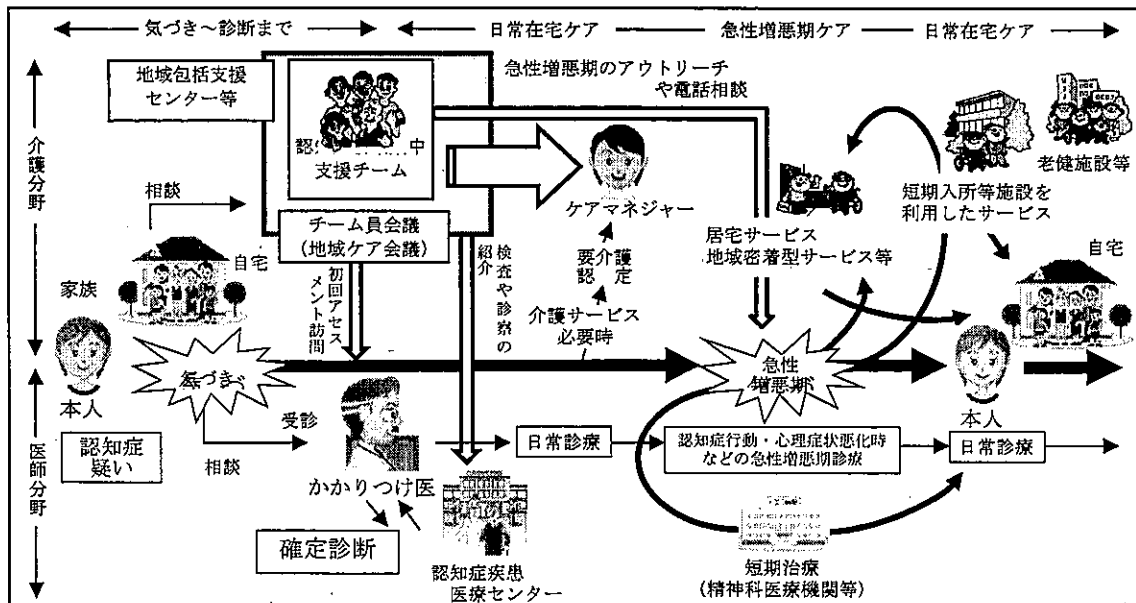 気づき～診断まで
日常在宅ケア
急性増悪期ケア
日常在宅ケア
介護分野
医師分野
地域包括支援
センター等
中
支援チーム
チーム員会議
(地域ケア会議)
急性増悪期のアウトリーチ
や電話相談
ケアマネジャー
要介護
認定
介護サービス
必要時
居宅サービス
地域密着型サービス等
老健施設等
短期入所等施設を
利用したサービス
相談
自宅
家族
本人
認知症
疑い
気づき
初回アセス
メント訪問
検査や診察の
紹介
急性
増悪期
自宅
本人
相談
受診
かかりつけ医
確定診断
認知症疾患
医療センター
日常診療
認知症行動・心理症状悪化時
などの急性増悪期診療
日常診療
短期治療
(精神科医療機関等)